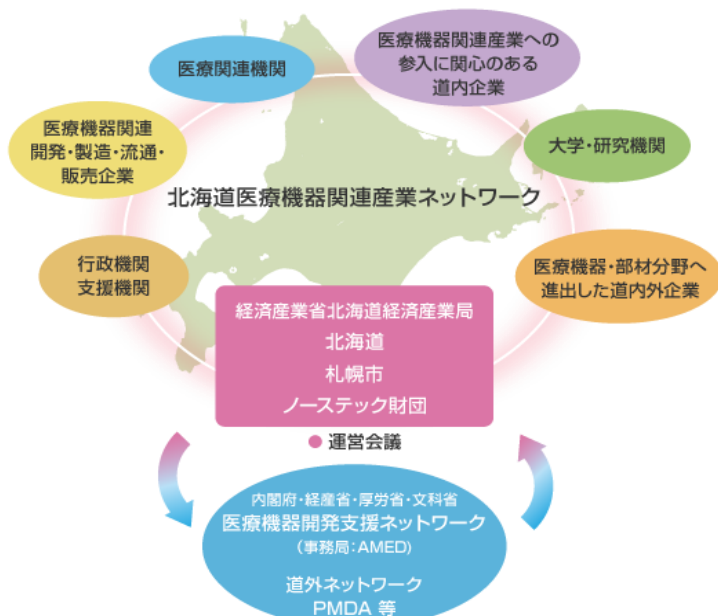 医療関連機関
医療機器関連産業への
参入に関心のある
道内企業
医療機器関連
開発・製造・流通・
販売企業
大学・研究機関
北海道医療機器関連産業ネットワーク
行政機関
支援機関
医療機器・部材分野へ
進出した道内外企業
経済産業省北海道経済産業局
北海道
札幌市
ノーステック財団
● 運営会議
内閣府・経産省・厚労省・文科省
医療機器開発支援ネットワーク
(事務局:AMED)
道外ネットワーク
PMDA 等